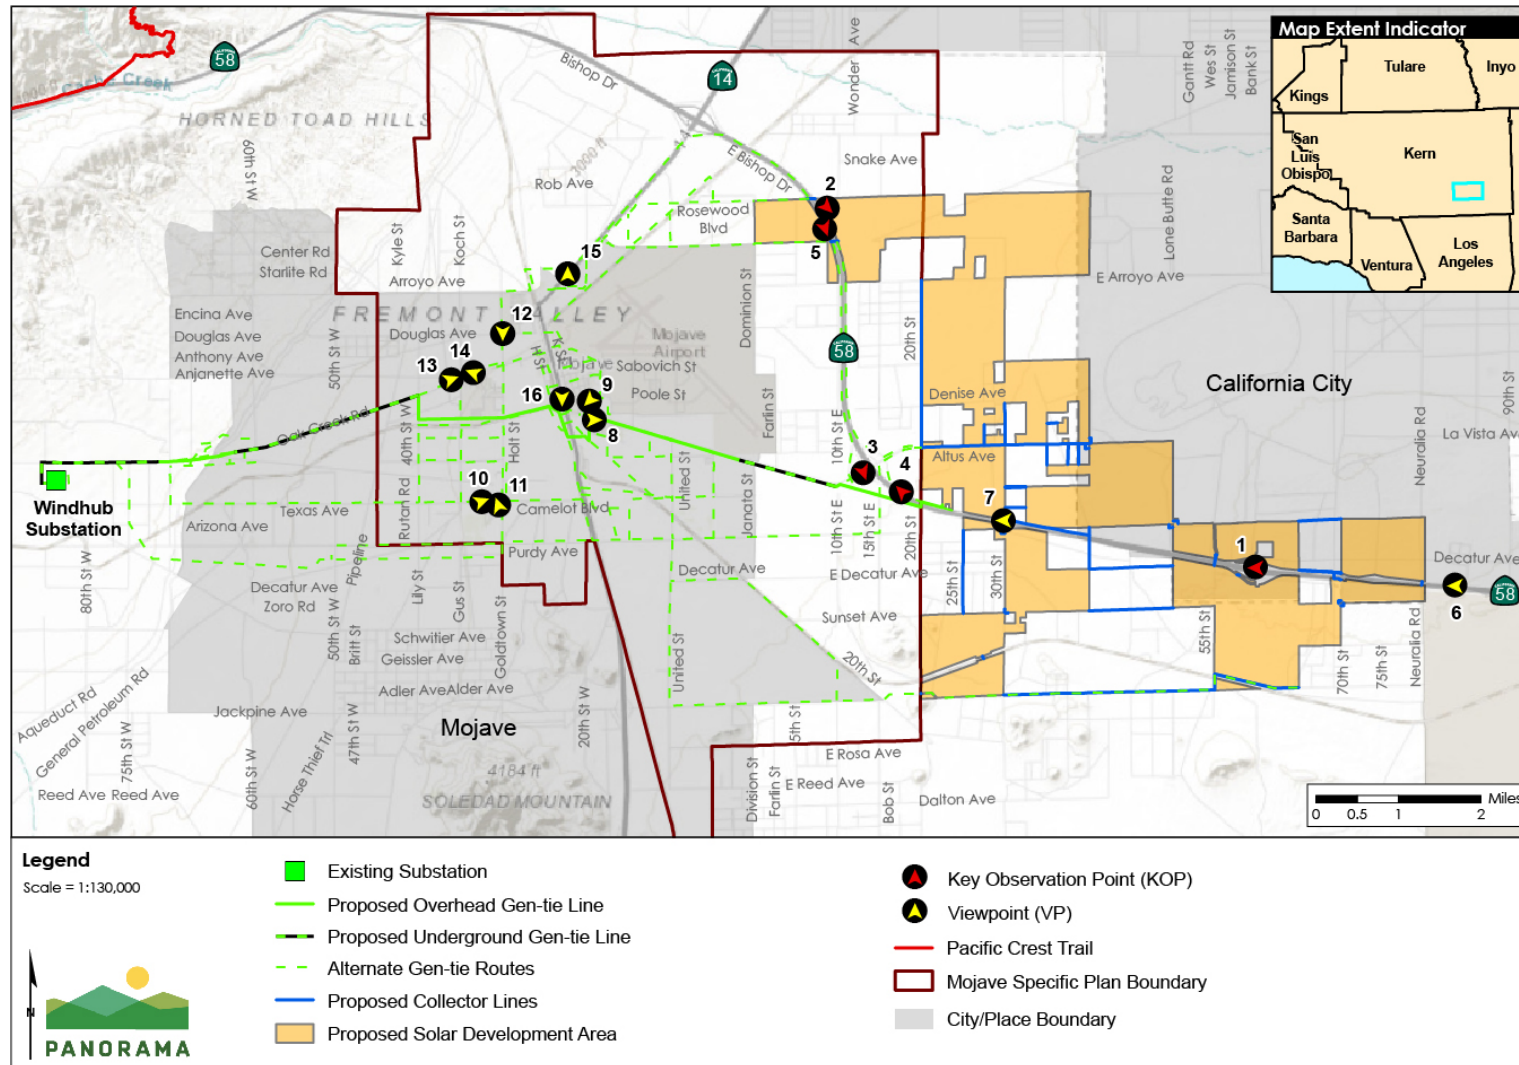 Map Extent Indicator
Tulare
Inyo
Kings
San
Luis
Obispo
Kern
Santa
Barbara
Ventura
Los
Angeles
58
14
Bishop Dr
Wonder Ave
Gantt Rd
Wes St
Jamison St
Bank St
Cache Creek
HORNED TOAD HILLS
60th St W
3000 ft
E Bishop Dr
Snake Ave
Rob Ave
Lone Butte Rd
2
Rosewood
Blvd
5
Kyle St
Koch St
Center Rd
Starlite Rd
15
Arroyo Ave
E Arroyo Ave
Dominion St
Encina Ave
FREMONT VALLEY
12
Douglas Ave
Douglas Ave
Anthony Ave
Anjanette Ave
50th St W
H St
K St
Mojave
Airport
Mojave
Sabovich St
58
20th St
13
14
16
9
8
Poole St
Farlin St
Denise Ave
California City
90th St
Oak Creek Rd
40th St W
Holt St
10th St E
3
4
Altus Ave
Neuralia Rd
La Vista Ave
Windhub
Substation
10
11
Camelot Blvd
United St
Janata St
7
Texas Ave
Arizona Ave
Rutan Rd
10th St E
15th St E
20th St
1
Purdy Ave
80th St W
Pipeline
Decatur Ave
Zoro Rd
Lily St
Gus St
Goldtown St
Decatur Ave
E Decatur Ave
25th St
30th St
Decatur Ave
6
58
Sunset Ave
50th St W
Britt St
Schwitier Ave
Geissler Ave
United St
20th St
55th St
70th St
75th St
Neuralia Rd
Adler Ave
Alder Ave
Aqueduct Rd
General Petroleum Rd
Jackpine Ave
47th St W
Mojave
20th St W
5th St
75th St W
60th St W
Horse Thief Trl
4184 ft
SOLEDAD MOUNTAIN
E Rosa Ave
Division St
Farlin St
E Reed Ave
Bob St
Dalton Ave
Reed Ave
Reed Ave
Miles
0
0.5
1
2
Legend
Scale = 1:130,000
N
PANORAMA
Existing Substation
Proposed Overhead Gen-tie Line
Proposed Underground Gen-tie Line
Alternate Gen-tie Routes
Proposed Collector Lines
Proposed Solar Development Area
Key Observation Point (KOP)
Viewpoint (VP)
Pacific Crest Trail
Mojave Specific Plan Boundary
City/Place Boundary